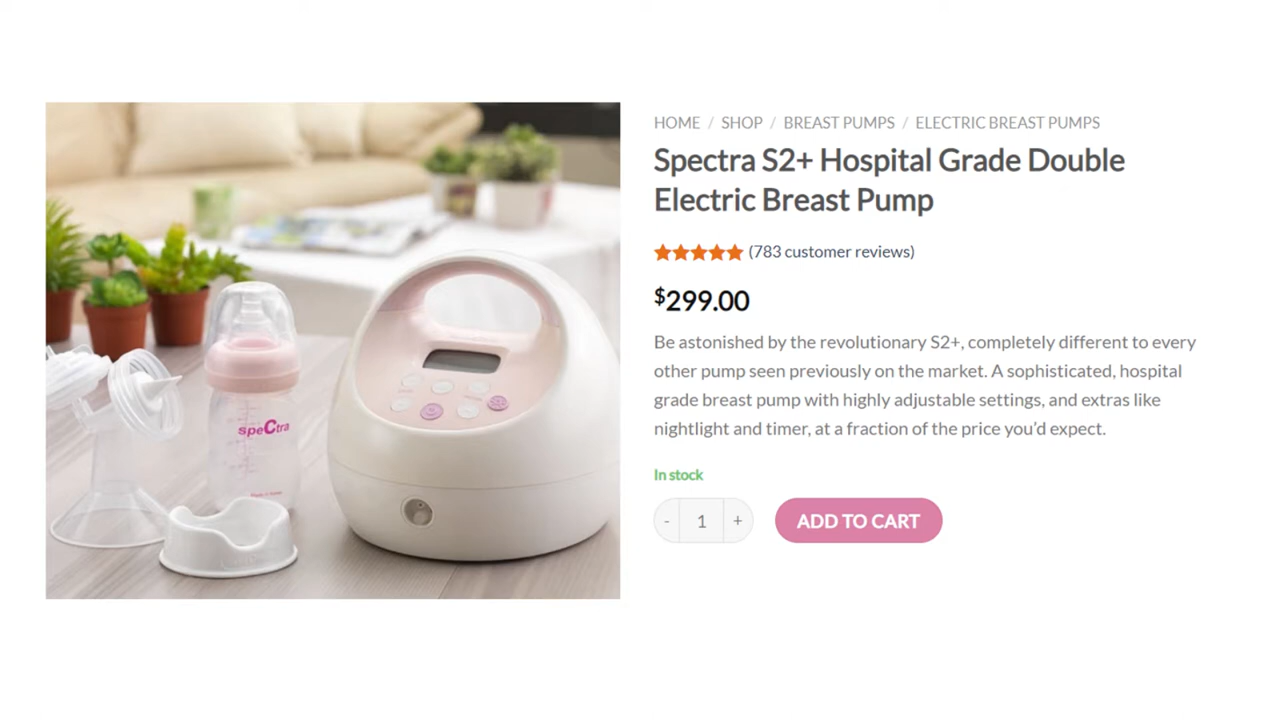 HOME / SHOP / BREAST PUMPS / ELECTRIC BREAST PUMPS
Spectra S2+ Hospital Grade Double
Electric Breast Pump
(783 customer reviews)
$299.00
Be astonished by the revolutionary S2+, completely different to every
other pump seen previously on the market. A sophisticated, hospital
grade breast pump with highly adjustable settings, and extras like
nightlight and timer, at a fraction of the price you'd expect.
In stock
- 1 +
ADD TO CART
speCtra